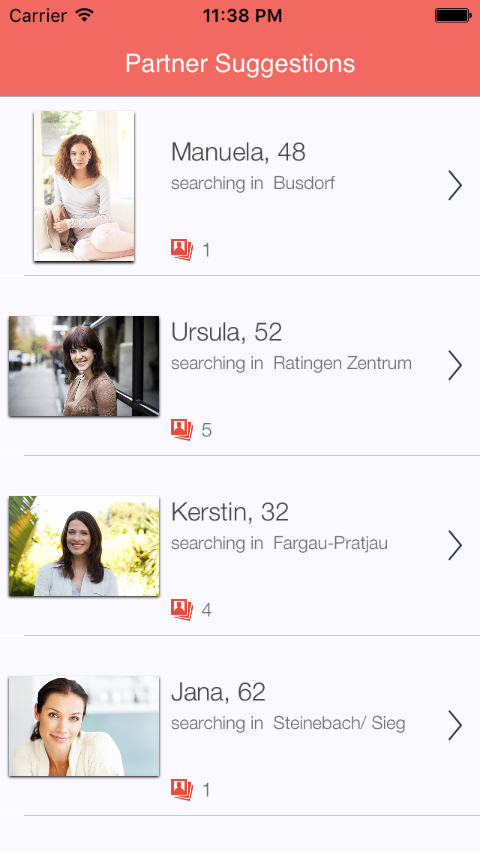 Carrier 11:38 PM
Partner Suggestions
Manuela, 48
searching in Busdorf
1
Ursula, 52
searching in Ratingen Zentrum
5
Kerstin, 32
searching in Fargau-Pratjau
4
Jana, 62
searching in Steinebach/ Sieg
1